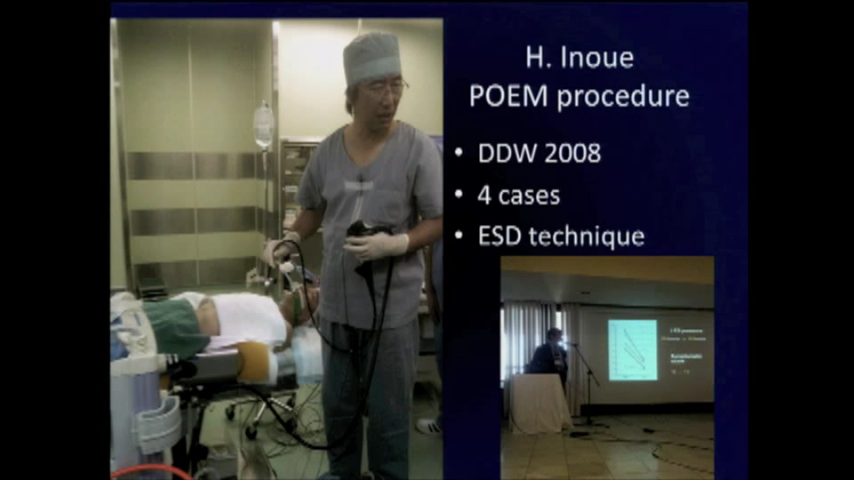 H. Inoue
POEM procedure
• DDW 2008
• 4 cases
• ESD technique